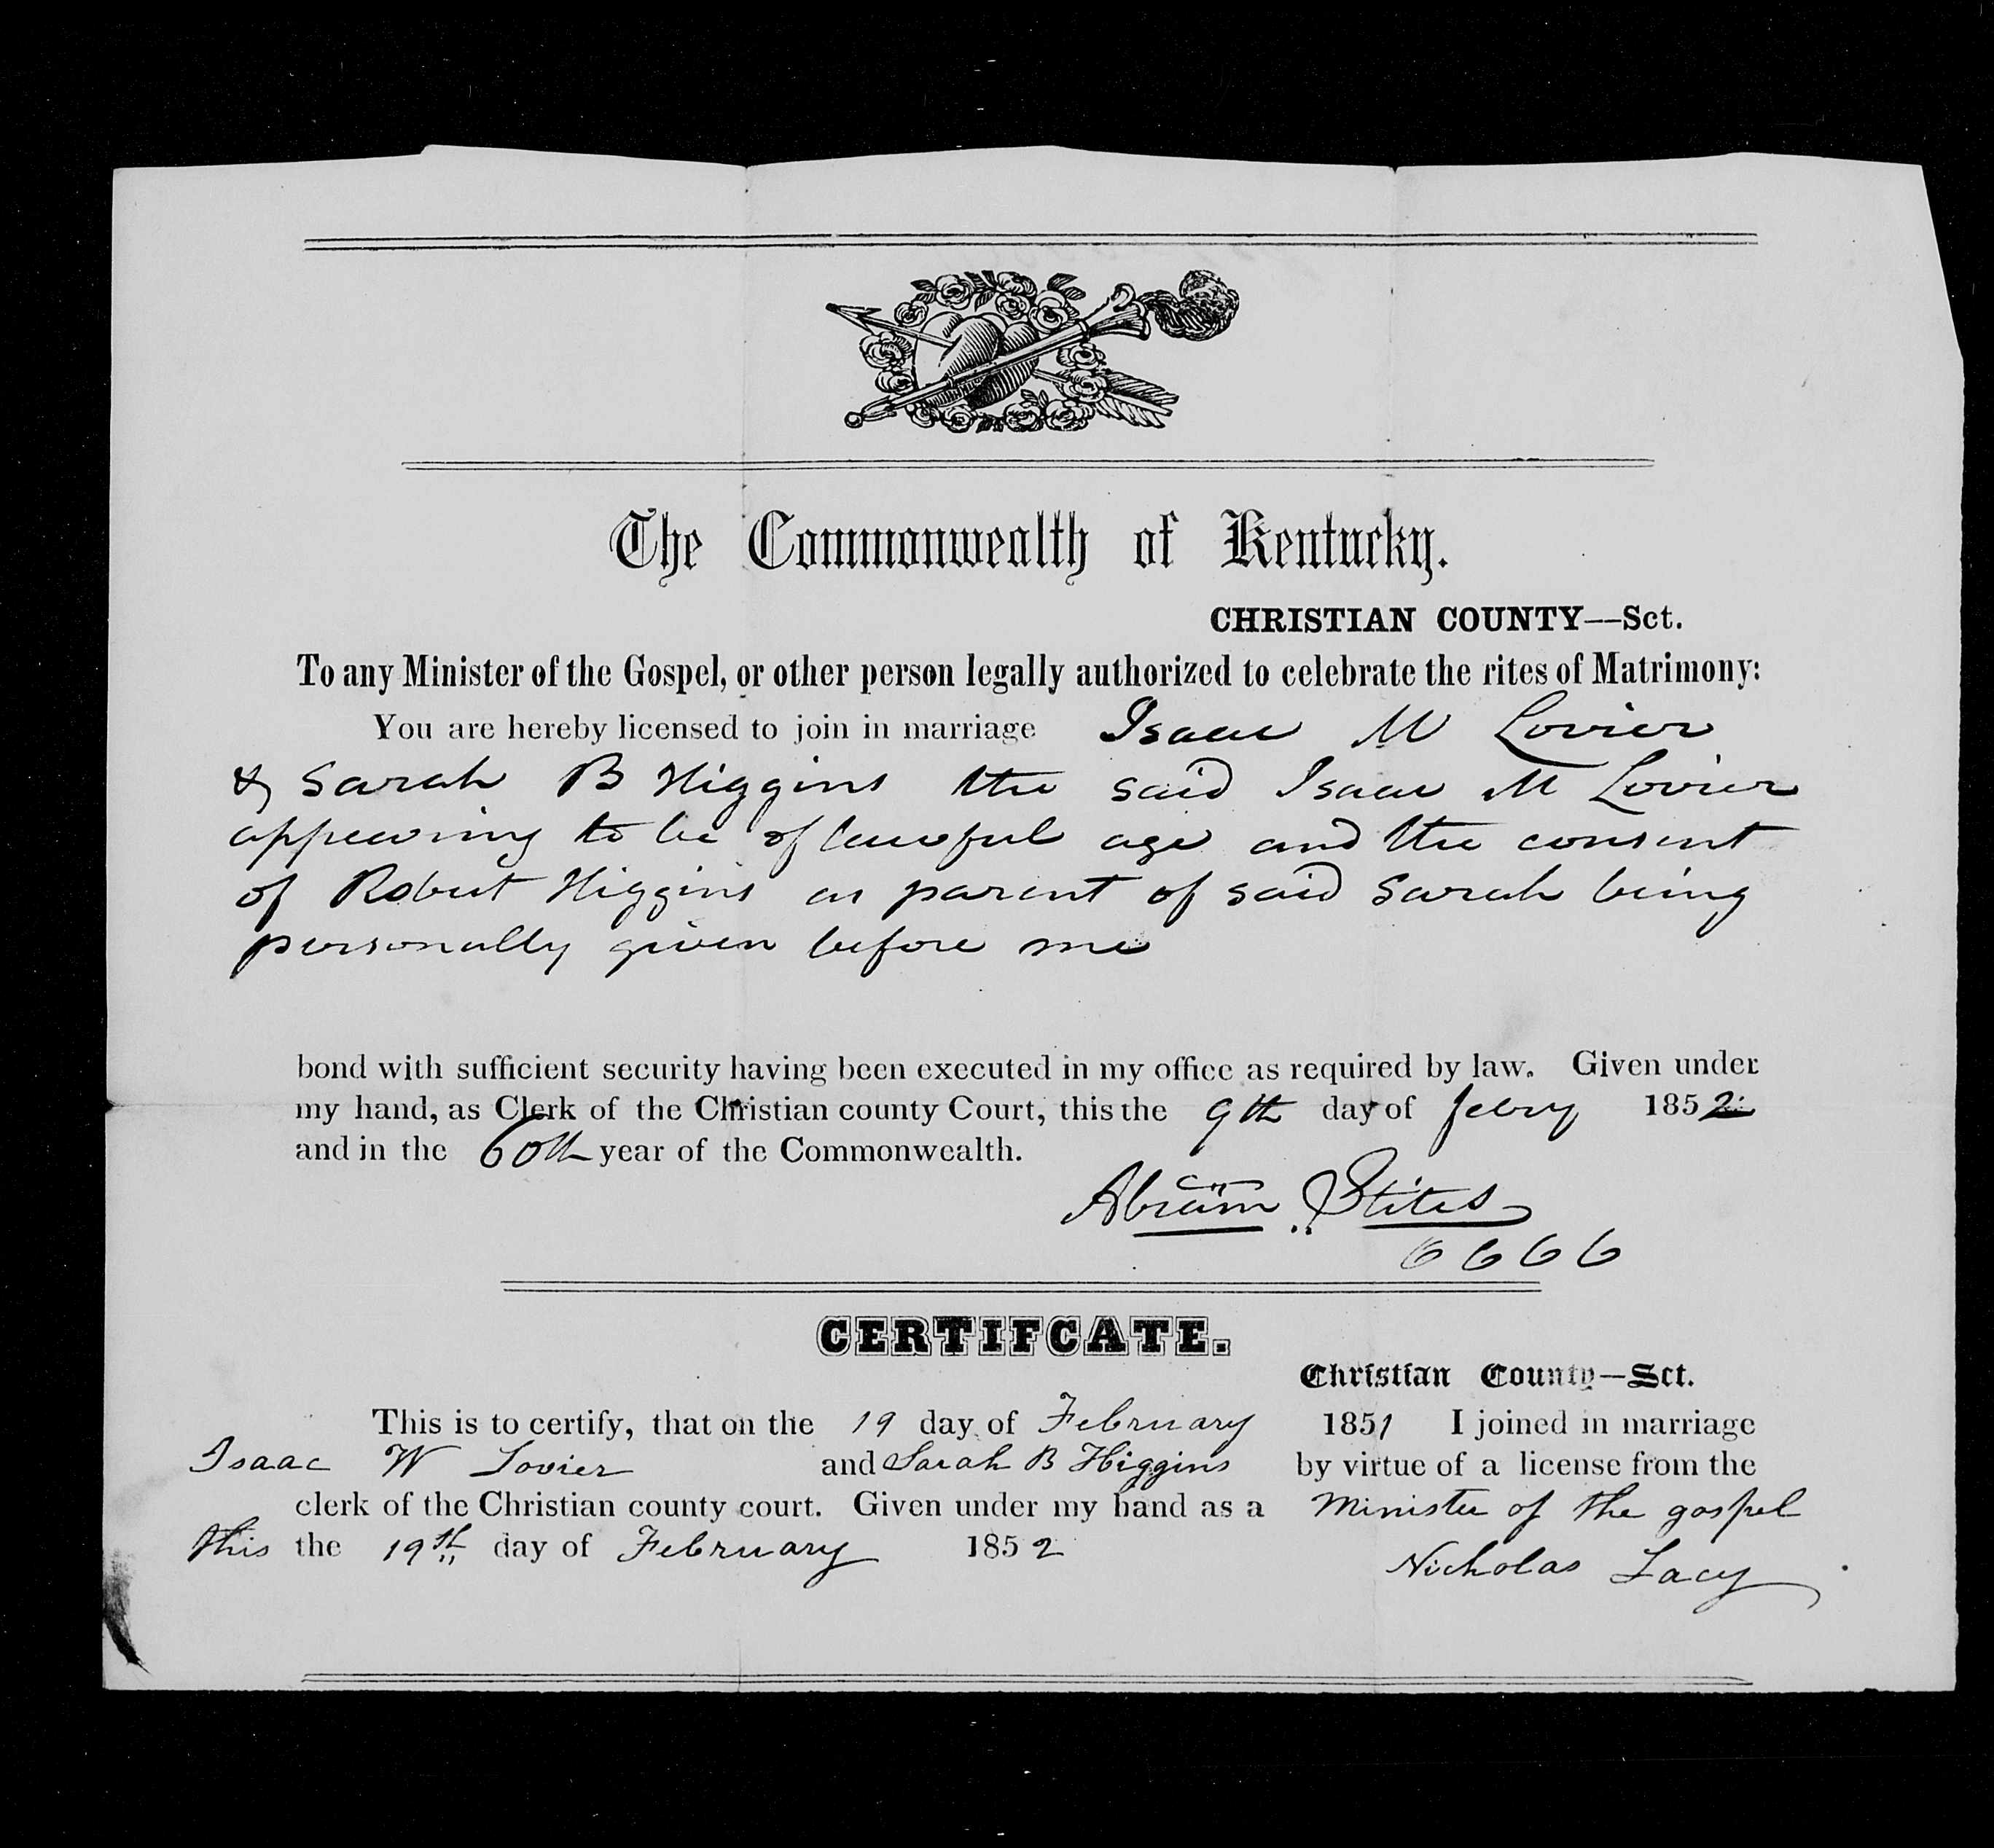 The Commonwealth of Kentucky.
CHRISTIAN COUNTY—Sct.
To any Minister of the Gospel, or other person legally authorized to celebrate the rites of Matrimony:
You are hereby licensed to join in marriage Isaac W Lovier
& Sarah B Higgins the said Isaac M Lovier
appearing to be of lawful age and the consent
of Robert Higgins as parent of said Sarah being
personally given before me
bond with sufficient security having been executed in my office as required by law. Given under
my hand, as Clerk of the Christian county Court, this the 9th day of Febry 1852
and in the 60th year of the Commonwealth.
Abram Stites
CERTIFCATE.
Christian County—Sct.
This is to certify, that on the 19 day of February 1851 I joined in marriage
Isaac W Lovier and Sarah B Higgins by virtue of a license from the
clerk of the Christian county court. Given under my hand as a Minister of the gospel
this the 19th day of February 1852
Nicholas Lacy